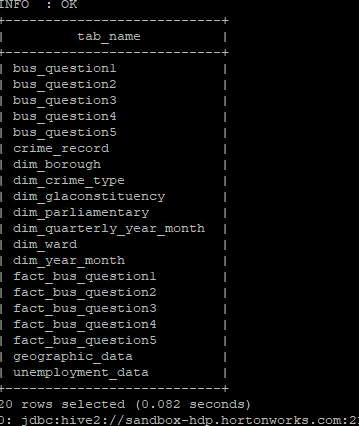 INFO  : OK
+----------------------------+
|          tab_name          |
+----------------------------+
| bus_question1              |
| bus_question2              |
| bus_question3              |
| bus_question4              |
| bus_question5              |
| crime_record               |
| dim_borough                |
| dim_crime_type             |
| dim_glaconstituency        |
| dim_parliamentary          |
| dim_quarterly_year_month   |
| dim_ward                   |
| dim_year_month             |
| fact_bus_question1         |
| fact_bus_question2         |
| fact_bus_question3         |
| fact_bus_question4         |
| fact_bus_question5         |
| geographic_data            |
| unemployment_data          |
+----------------------------+
20 rows selected (0.082 seconds)
0: jdbc:hive2://sandbox-hdp.hortonworks.com:2